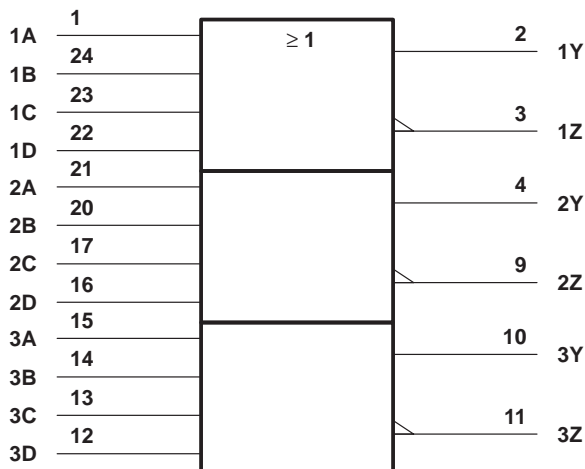 1A 1 ≥ 1 2 1Y
1B 24
1C 23 3 1Z
1D 22
2A 21 4 2Y
2B 20
2C 17 9 2Z
2D 16
3A 15 10 3Y
3B 14
3C 13 11 3Z
3D 12